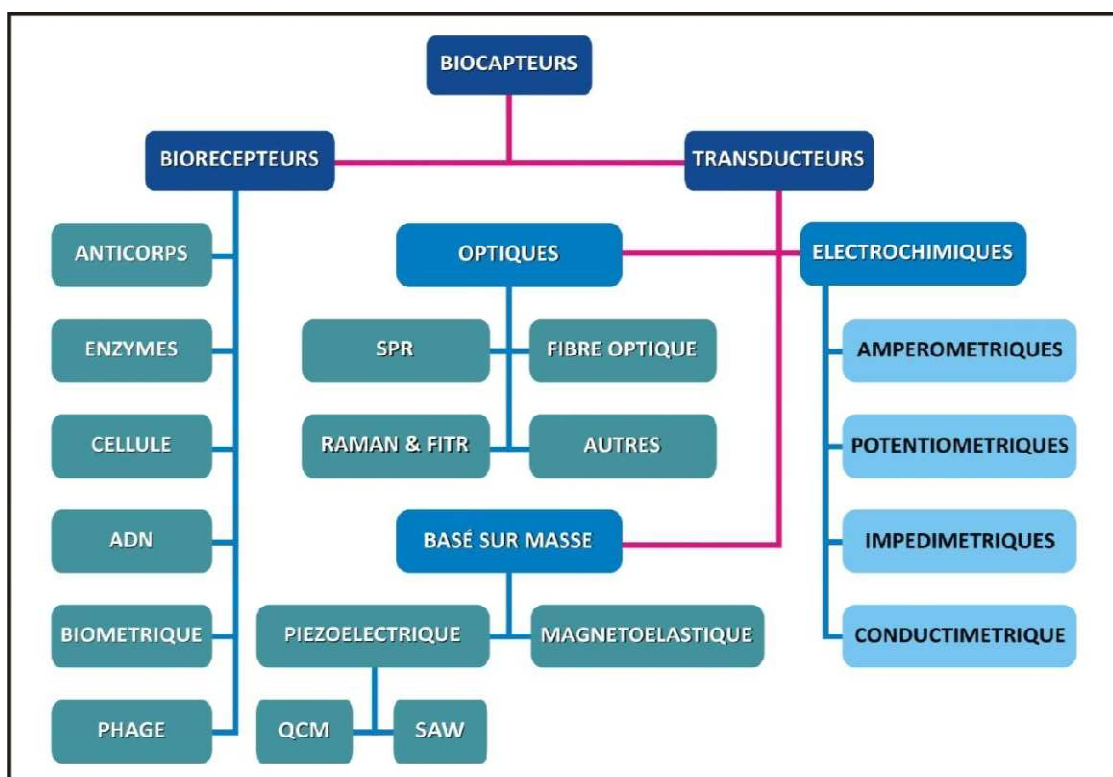 BIOCAPTEURS
BIORECEPTEURS
TRANSDUCTEURS
ANTICORPS
OPTIQUES
ELECTROCHIMIQUES
ENZYMES
SPR
FIBRE OPTIQUE
AMPEROMETRIQUES
CELLULE
RAMAN & FITR
AUTRES
POTENTIOMETRIQUES
ADN
BASÉ SUR MASSE
IMPEDIMETRIQUES
BIOMETRIQUE
PIEZOELECTRIQUE
MAGNETOELASTIQUE
CONDUCTIMETRIQUE
PHAGE
QCM
SAW